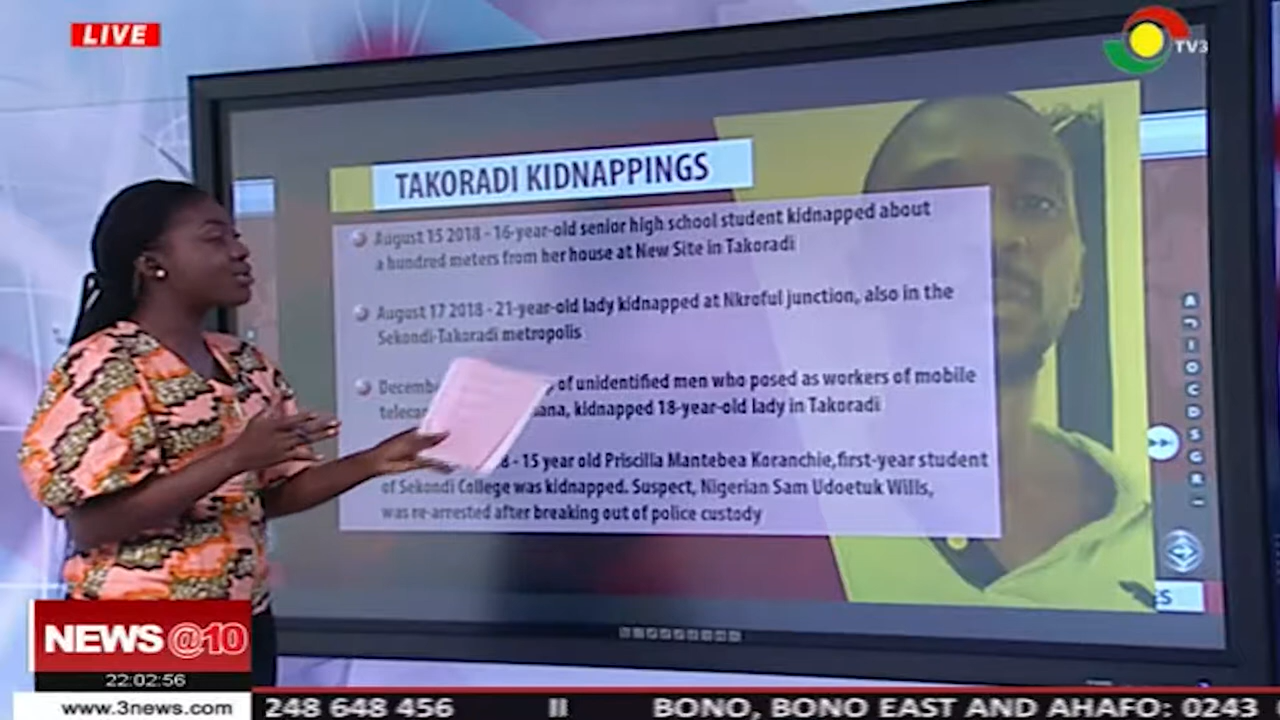 LIVE
TV3
TAKORADI KIDNAPPINGS
August 15 2018 - 16-year-old senior high school student kidnapped about
a hundred meters from her house at New Site in Takoradi
August 17 2018 - 21-year-old lady kidnapped at Nkroful junction, also in the
Sekondi-Takoradi metropolis
of unidentified men who posed as workers of mobile
kidnapped 18-year-old lady in Takoradi
- 15 year old Priscilla Mantebea Koranchie,first-year student
of Sekondi College was kidnapped. Suspect, Nigerian Sam Udoetuk Wills,
was re-arrested after breaking out of police custody
NEWS @10
22:02:56
www.3news.com
248 648 456 II BONO, BONO EAST AND AHAFO: 0243